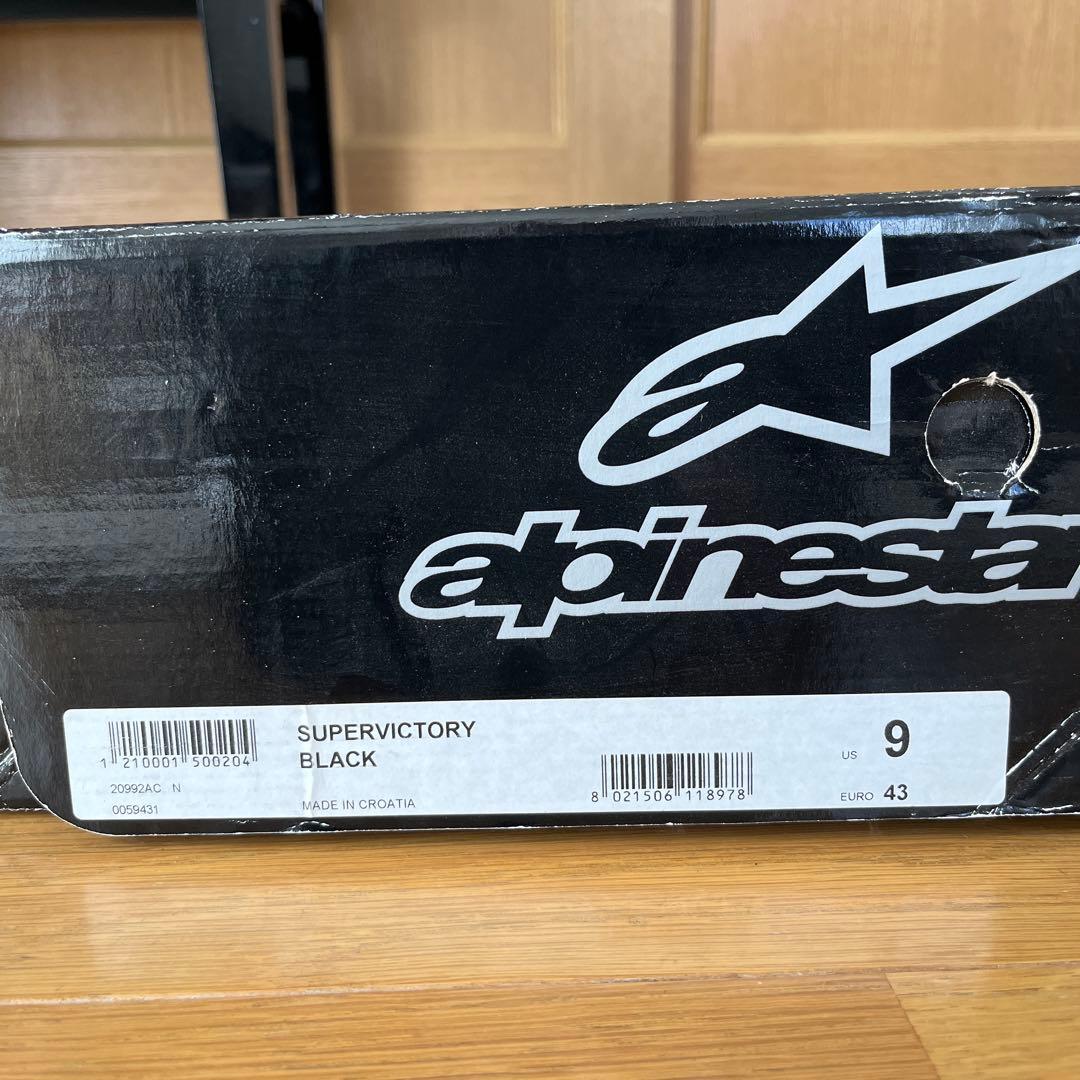 alpinestar
SUPERVICTORY
BLACK
1 210001 500204
20992AC N
0059431
MADE IN CROATIA
8 021506 118978
US 9
EURO 43